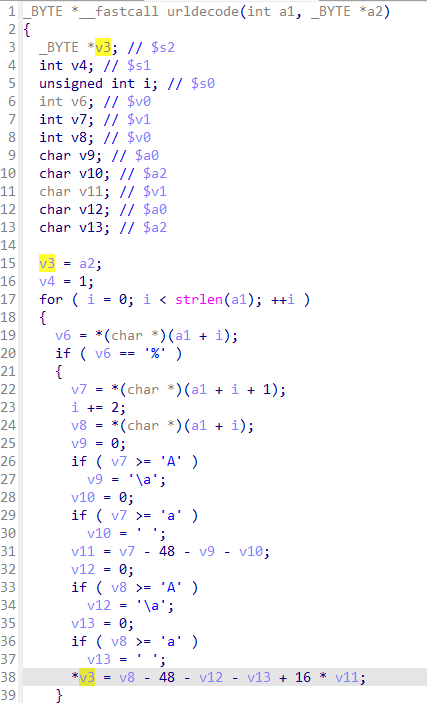 1 _BYTE *__fastcall urldecode(int a1, _BYTE *a2)
2 {
3   _BYTE *v3; // $s2
4   int v4; // $s1
5   unsigned int i; // $s0
6   int v6; // $v0
7   int v7; // $v1
8   int v8; // $v0
9   char v9; // $a0
10   char v10; // $a2
11   char v11; // $v1
12   char v12; // $a0
13   char v13; // $a2
14
15   v3 = a2;
16   v4 = 1;
17   for ( i = 0; i < strlen(a1); ++i )
18   {
19     v6 = *(char *)(a1 + i);
20     if ( v6 == '%' )
21     {
22       v7 = *(char *)(a1 + i + 1);
23       i += 2;
24       v8 = *(char *)(a1 + i);
25       v9 = 0;
26       if ( v7 >= 'A' )
27         v9 = '\a';
28       v10 = 0;
29       if ( v7 >= 'a' )
30         v10 = ' ';
31       v11 = v7 - 48 - v9 - v10;
32       v12 = 0;
33       if ( v8 >= 'A' )
34         v12 = '\a';
35       v13 = 0;
36       if ( v8 >= 'a' )
37         v13 = ' ';
38       *v3 = v8 - 48 - v12 - v13 + 16 * v11;
39     }